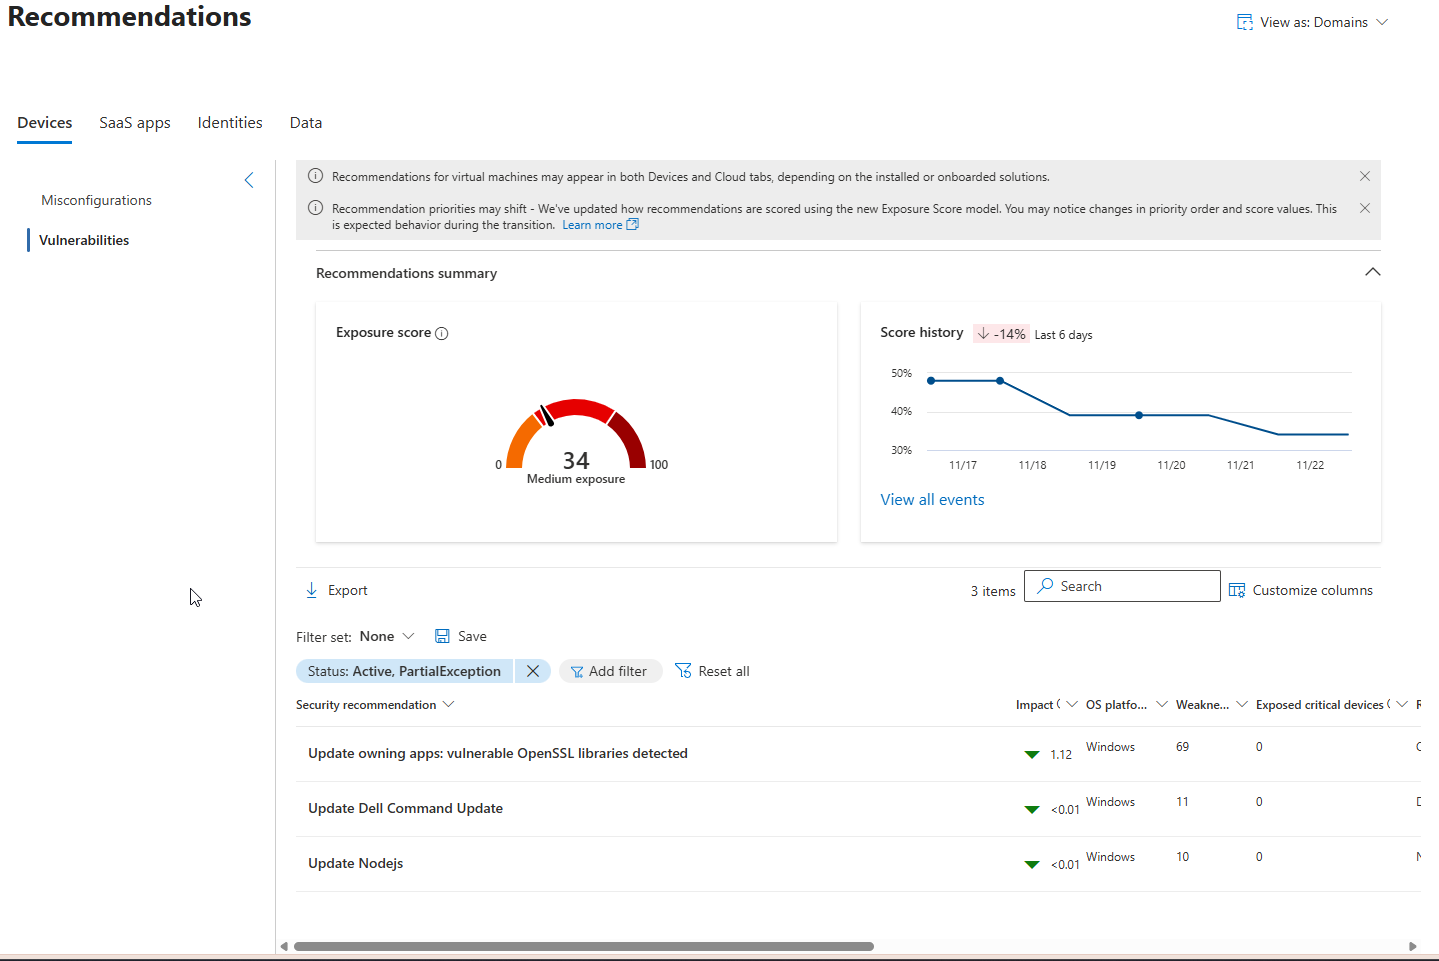 Recommendations
View as: Domains
Devices
SaaS apps
Identities
Data
Misconfigurations
Vulnerabilities
Recommendations for virtual machines may appear in both Devices and Cloud tabs, depending on the installed or onboarded solutions.
Recommendation priorities may shift - We've updated how recommendations are scored using the new Exposure Score model. You may notice changes in priority order and score values. This
is expected behavior during the transition. Learn more
Recommendations summary
Exposure score
0
34
100
Medium exposure
Score history
-14%
Last 6 days
50%
40%
30%
11/17
11/18
11/19
11/20
11/21
11/22
View all events
Export
3 items
Search
Customize columns
Filter set: None
Save
Status: Active, PartialException
Add filter
Reset all
Security recommendation
Impact
OS platfo...
Weakne...
Exposed critical devices
Update owning apps: vulnerable OpenSSL libraries detected
1.12
Windows
69
0
Update Dell Command Update
<0.01
Windows
11
0
Update Nodejs
<0.01
Windows
10
0